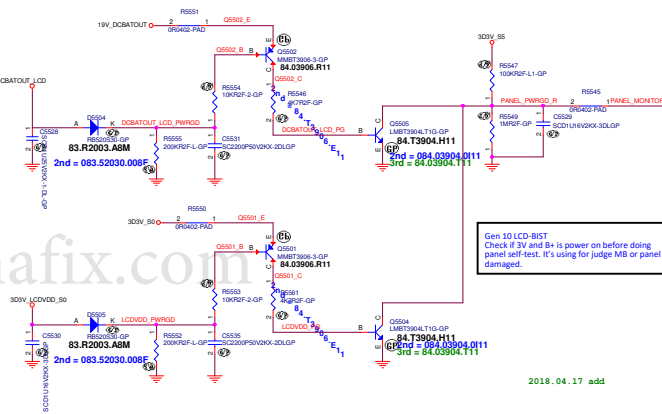 R5551
19V_DCBATOUT 2 1 Q5502_E
0R0402-PAD
Q5502_B B
Q5502
MMBT3906-3-GP
84.03906.R11
Q5502_C
3D3V_S5
R5547
100KR2F-L1-GP
R5545
PANEL_PWRGD_R 2 1 PANEL_MONITOR
0R0402-PAD
DCBATOUT_LCD
R5554
10KR2F-2-GP
R5546
4K7R2F-GP
D5504
A K DCBATOUT_LCD_PWRGD
RB520S30-GP
83.R2003.A8M
2nd = 083.52030.008F
C5528
R5555
200KR2F-L-GP
C5531
SC2200P50V2KX-2DLGP
DCBATOUT_LCD_PG B
Q5505
LMBT3904LT1G-GP
84.T3904.H11
2nd = 084.03904.0I11
3rd = 84.03904.T11
R5549
1MR2F-GP
C5529
SCD1U16V2KX-3DLGP
R5550
3D3V_S0 2 1 Q5501_E
0R0402-PAD
Q5501_B B
Q5501
MMBT3906-3-GP
84.03906.R11
Q5501_C
Gen 10 LCD-BIST
Check if 3V and B+ is power on before doing
panel self-test. It's using for judge MB or panel
damaged.
afix.com
3D3V_LCDVDD_S0
R5553
10KR2F-2-GP
R5561
4K7R2F-GP
D5505
A K LCDVDD_PWRGD
RB520S30-GP
83.R2003.A8M
2nd = 083.52030.008F
C5530
R5552
200KR2F-L-GP
C5535
SC2200P50V2KX-2DLGP
LCDVDD_PG B
Q5504
LMBT3904LT1G-GP
84.T3904.H11
2nd = 084.03904.0I11
3rd = 84.03904.T11
2018.04.17 add